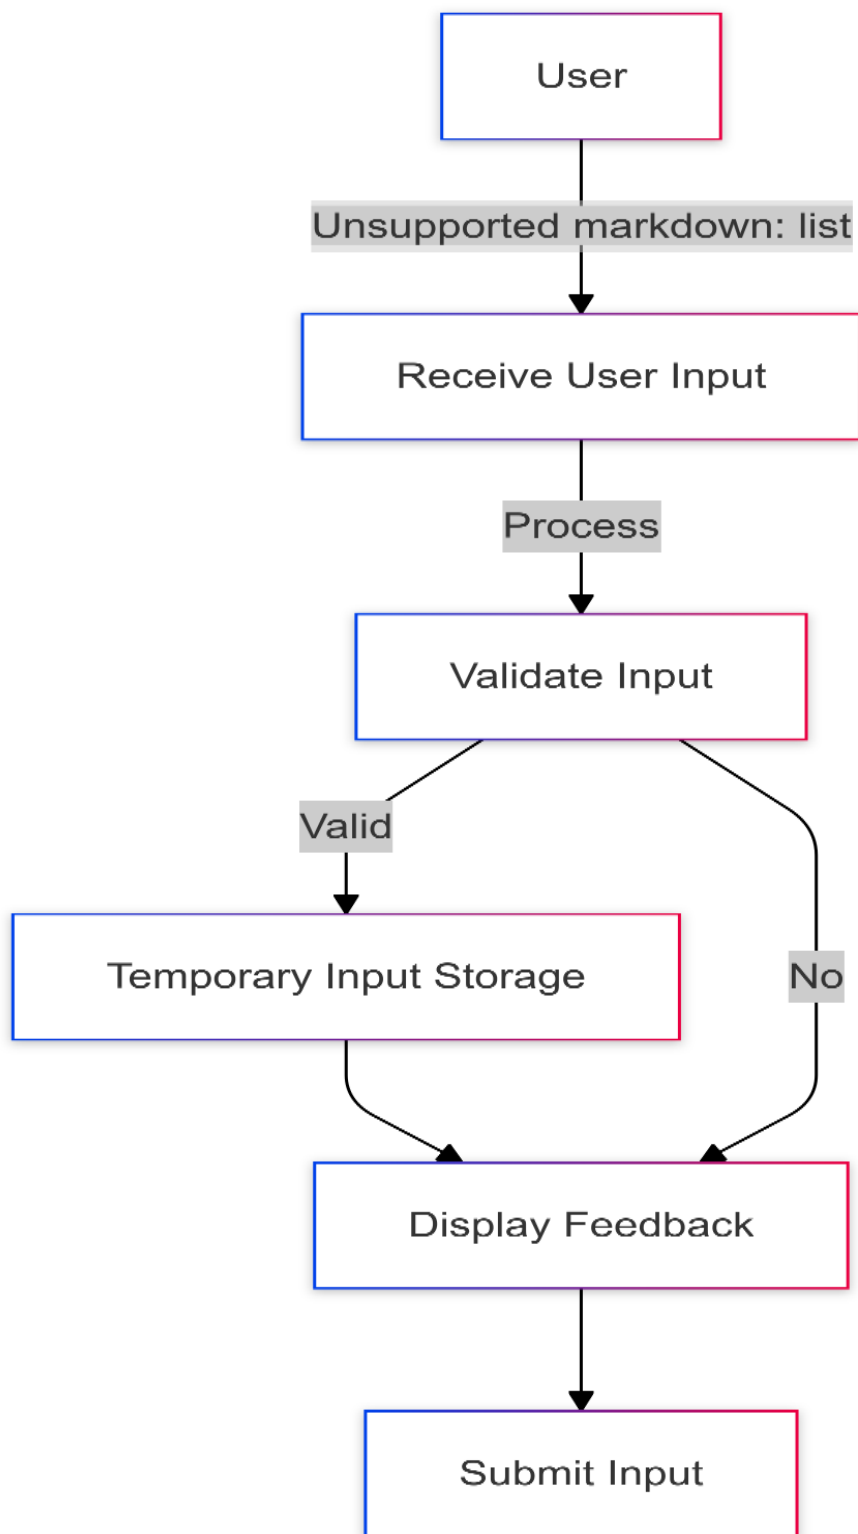 User
Unsupported markdown: list
Receive User Input
Process
Validate Input
Valid
Temporary Input Storage
No
Display Feedback
Submit Input